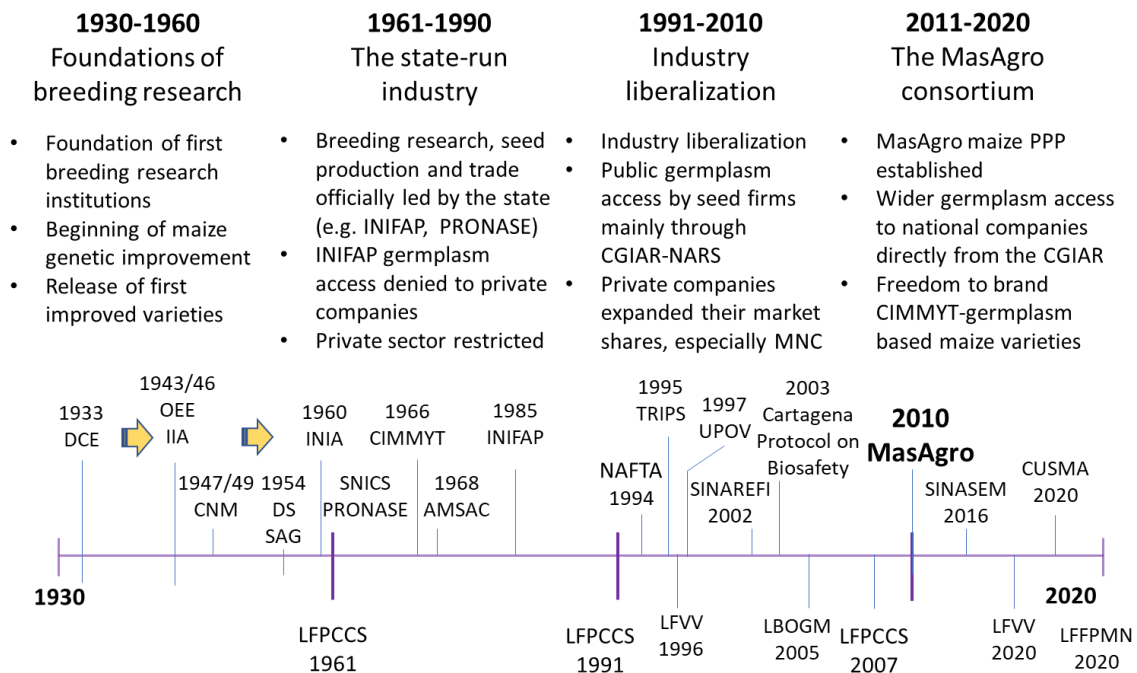 1930-1960
Foundations of
breeding research
• Foundation of first
breeding research
institutions
• Beginning of maize
genetic improvement
• Release of first
improved varieties
1961-1990
The state-run
industry
• Breeding research, seed
production and trade
officially led by the state
(e.g. INIFAP, PRONASE)
• INIFAP germplasm
access denied to private
companies
• Private sector restricted
1991-2010
Industry
liberalization
• Industry liberalization
• Public germplasm
access by seed firms
mainly through
CGIAR-NARS
• Private companies
expanded their market
shares, especially MNC
2011-2020
The MasAgro
consortium
• MasAgro maize PPP
established
• Wider germplasm access
to national companies
directly from the CGIAR
• Freedom to brand
CIMMYT-germplasm
based maize varieties
1933
DCE
1943/46
OEE
IIA
1947/49
CNM
1954
DS
SAG
1960
INIA
SNICS
PRONASE
1966
CIMMYT
1968
AMSAC
1985
INIFAP
NAFTA
1994
1995
TRIPS
1997
UPOV
SINAREFI
2002
2003
Cartagena
Protocol on
Biosafety
2010
MasAgro
SINASEM
2016
CUSMA
2020
1930
LFPCCS
1961
LFPCCS
1991
LFVV
1996
LBOGM
2005
LFPCCS
2007
LFVV
2020
2020
LFFPMN
2020